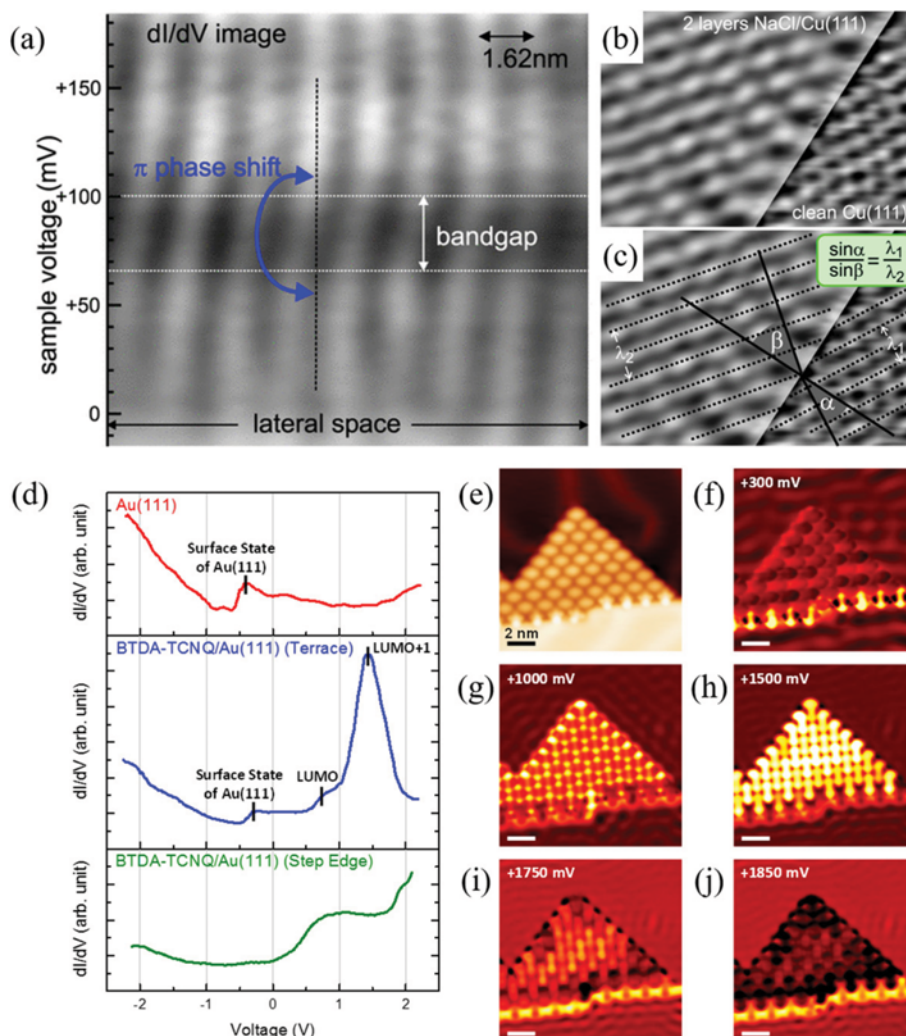 (a)
dI/dV image
1.62nm
+150
π phase shift
+100
bandgap
+50
0
sample voltage (mV)
lateral space
(b)
2 layers NaCl/Cu(111)
clean Cu(111)
(c)
sinα/sinβ = λ1/λ2
β
λ2
λ1
α
(d)
Au(111)
Surface State
of Au(111)
dI/dV (arb. unit)
BTDA-TCNQ/Au(111) (Terrace)
LUMO+1
Surface State
of Au(111)
LUMO
dI/dV (arb. unit)
BTDA-TCNQ/Au(111) (Step Edge)
dI/dV (arb. unit)
-2 -1 0 1 2
Voltage (V)
(e)
2 nm
(f)
+300 mV
(g)
+1000 mV
(h)
+1500 mV
(i)
+1750 mV
(j)
+1850 mV